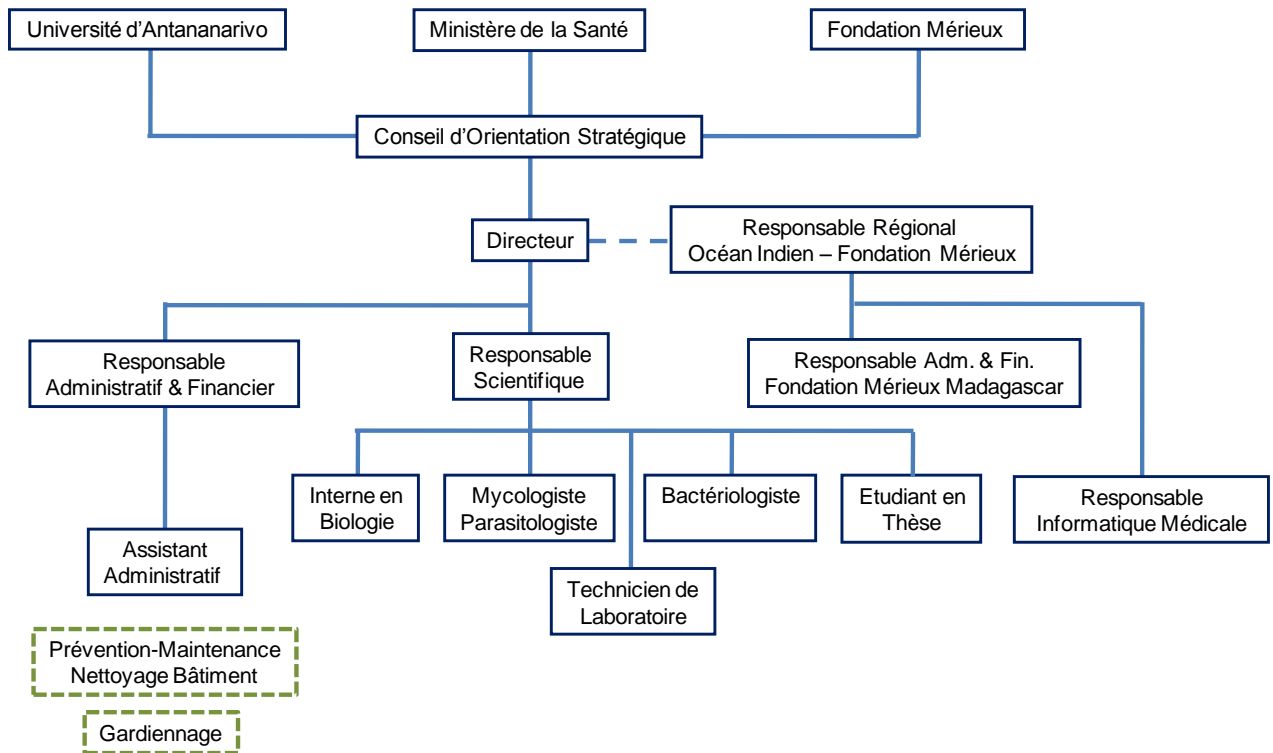 Université d'Antananarivo
Ministère de la Santé
Fondation Mérieux
Conseil d'Orientation Stratégique
Directeur
Responsable Régional
Océan Indien – Fondation Mérieux
Responsable
Administratif & Financier
Responsable
Scientifique
Responsable Adm. & Fin.
Fondation Mérieux Madagascar
Interne en
Biologie
Mycologiste
Parasitologiste
Bactériologiste
Etudiant en
Thèse
Responsable
Informatique Médicale
Assistant
Administratif
Technicien de
Laboratoire
Prévention-Maintenance
Nettoyage Bâtiment
Gardiennage